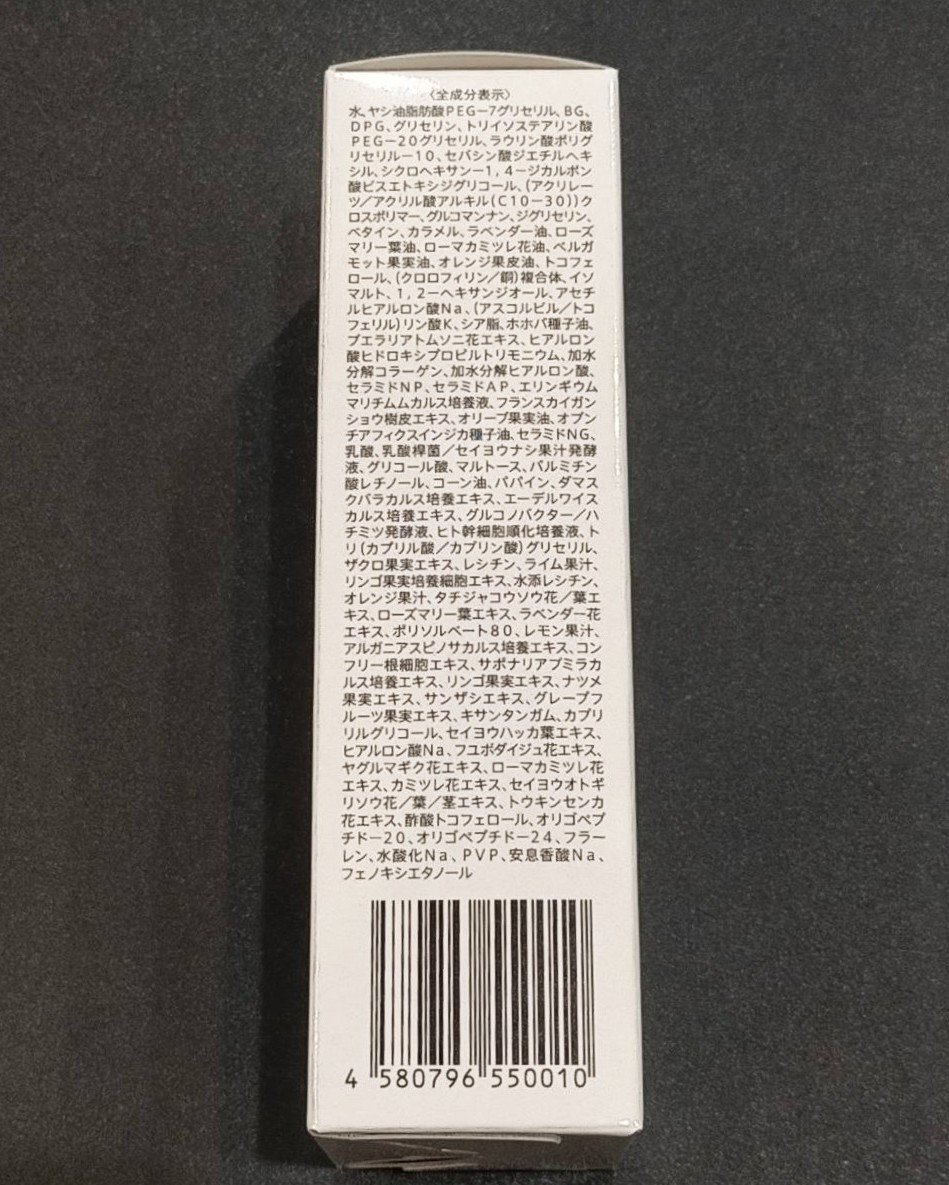 〈全成分表示〉
水、ヤシ油脂肪酸PEG－7グリセリル、BG、
DPG、グリセリン、トリイソステアリン酸
PEG－20グリセリル、ラウリン酸ポリグ
リセリル－10、セバシン酸ジエチルヘキ
シル、シクロヘキサン－1，4－ジカルボン
酸ビスエトキシジグリコール、（アクリレー
ツ／アクリル酸アルキル（C10－30））ク
ロスポリマー、グルコマンナン、ジグリセリン、
ベタイン、カラメル、ラベンダー油、ローズ
マリー葉油、ローマカミツレ花油、ベルガ
モット果実油、オレンジ果皮油、トコフェ
ロール、（クロロフィリン／銅）複合体、イソ
マルト、1，2－ヘキサンジオール、アセチ
ルヒアルロン酸Na、（アスコルビル／トコ
フェリル）リン酸K、シア脂、ホホバ種子油、
プエラリアトムソニ花エキス、ヒアルロン
酸ヒドロキシプロピルトリモニウム、加水
分解コラーゲン、加水分解ヒアルロン酸、
セラミドNP、セラミドAP、エリンギウム
マリチムムカルス培養液、フランスカイガン
ショウ樹皮エキス、オリーブ果実油、オプン
チアフィクスインジカ種子油、セラミドNG、
乳酸、乳酸桿菌／セイヨウナシ果汁発酵
液、グリコール酸、マルトース、パルミチン
酸レチノール、コーン油、パパイン、ダマス
クバラカルス培養エキス、エーデルワイス
カルス培養エキス、グルコノバクター／ハ
チミツ発酵液、ヒト幹細胞順化培養液、ト
リ（カプリル酸／カプリン酸）グリセリル、
ザクロ果実エキス、レシチン、ライム果汁、
リンゴ果実培養細胞エキス、水添レシチン、
オレンジ果汁、タチジャコウソウ花／葉エ
キス、ローズマリー葉エキス、ラベンダー花
エキス、ポリソルベート80、レモン果汁、
アルガニアスピノサカルス培養エキス、コン
フリー根細胞エキス、サポナリアプミラカ
ルス培養エキス、リンゴ果実エキス、ナツメ
果実エキス、サンザシエキス、グレープフ
ルーツ果実エキス、キサンタンガム、カプリ
リルグリコール、セイヨウハッカ葉エキス、
ヒアルロン酸Na、フユボダイジュ花エキス、
ヤグルマギク花エキス、ローマカミツレ花
エキス、カミツレ花エキス、セイヨウオトギ
リソウ花／葉／茎エキス、トウキンセンカ
花エキス、酢酸トコフェロール、オリゴペプ
チド－20、オリゴペプチド－24、フラー
レン、水酸化Na、PVP、安息香酸Na、
フェノキシエタノール
4 580796 550010